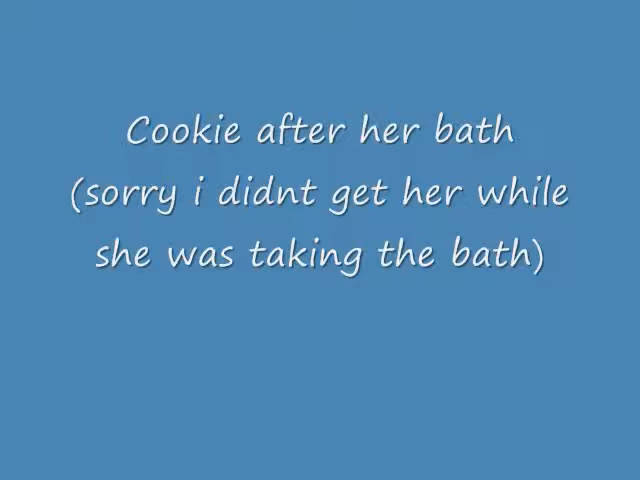 Cookie after her bath
(sorry i didnt get her while
she was taking the bath)